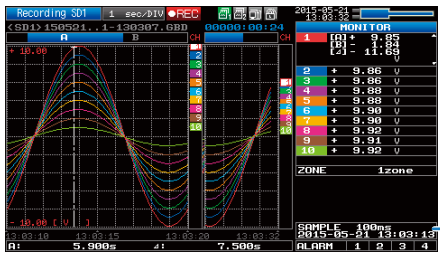 Recording SD1 1 sec/DIV REC 2015-05-21 13:03:32
<SD1>150521..1-130307.GBD 00000:00:24 MONITOR
A B CH CH
+ 10.00
- 10.00 [ V ]
1 [A]+ 9.85
[B]- 1.84
[⊿]+ 11.69
V
2 + 9.86 V
3 + 9.86 V
4 + 9.88 V
5 + 9.88 V
6 + 9.90 V
7 + 9.90 V
8 + 9.92 V
9 + 9.91 V
10 + 9.92 V
ZONE 1zone
SAMPLE 100ms
2015-05-21 13:03:13
13:03:10 13:03:15 13:03:20 13:03:32
A: 5.900s ⊿: 7.500s
ALARM 1 2 3 4